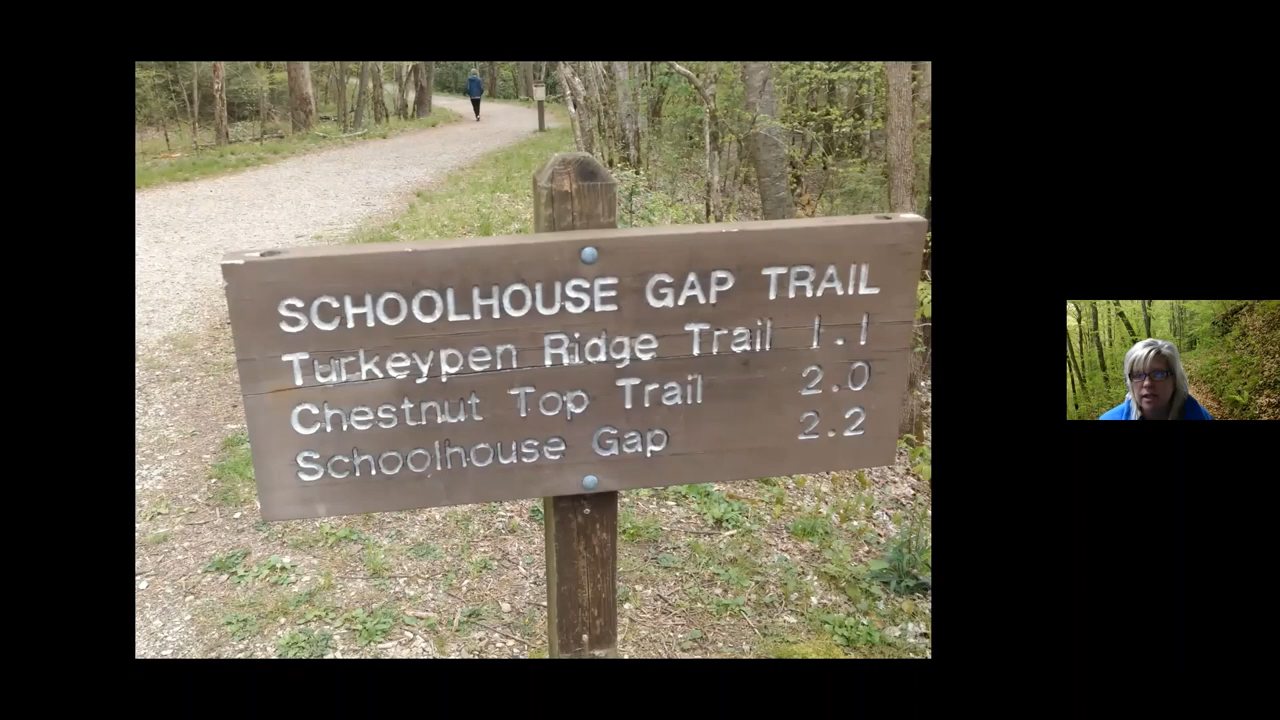 SCHOOLHOUSE GAP TRAIL
Turkeypen Ridge Trail 1.1
Chestnut Top Trail 2.0
Schoolhouse Gap 2.2